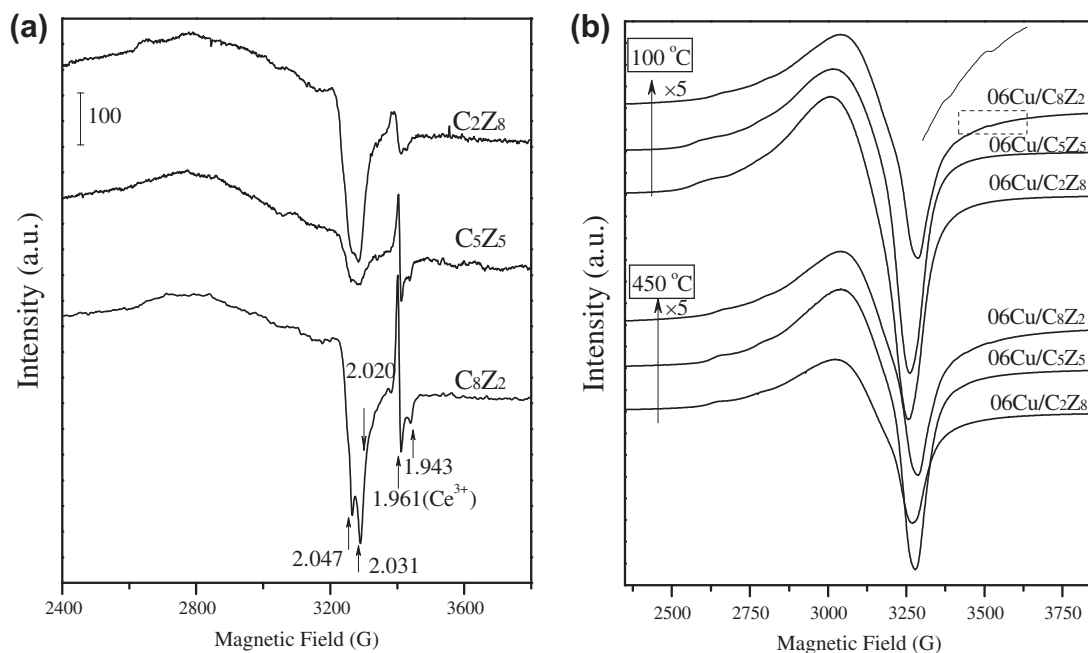 (a)
100
C2Z8
C5Z5
C8Z2
2.020
1.943
1.961(Ce3+)
2.047
2.031
2400 2800 3200 3600
Magnetic Field (G)
Intensity (a.u.)
(b)
100 °C
×5
06Cu/C8Z2
06Cu/C5Z5
06Cu/C2Z8
450 °C
×5
06Cu/C8Z2
06Cu/C5Z5
06Cu/C2Z8
2500 2750 3000 3250 3500 3750
Magnetic Field (G)
Intensity (a.u.)